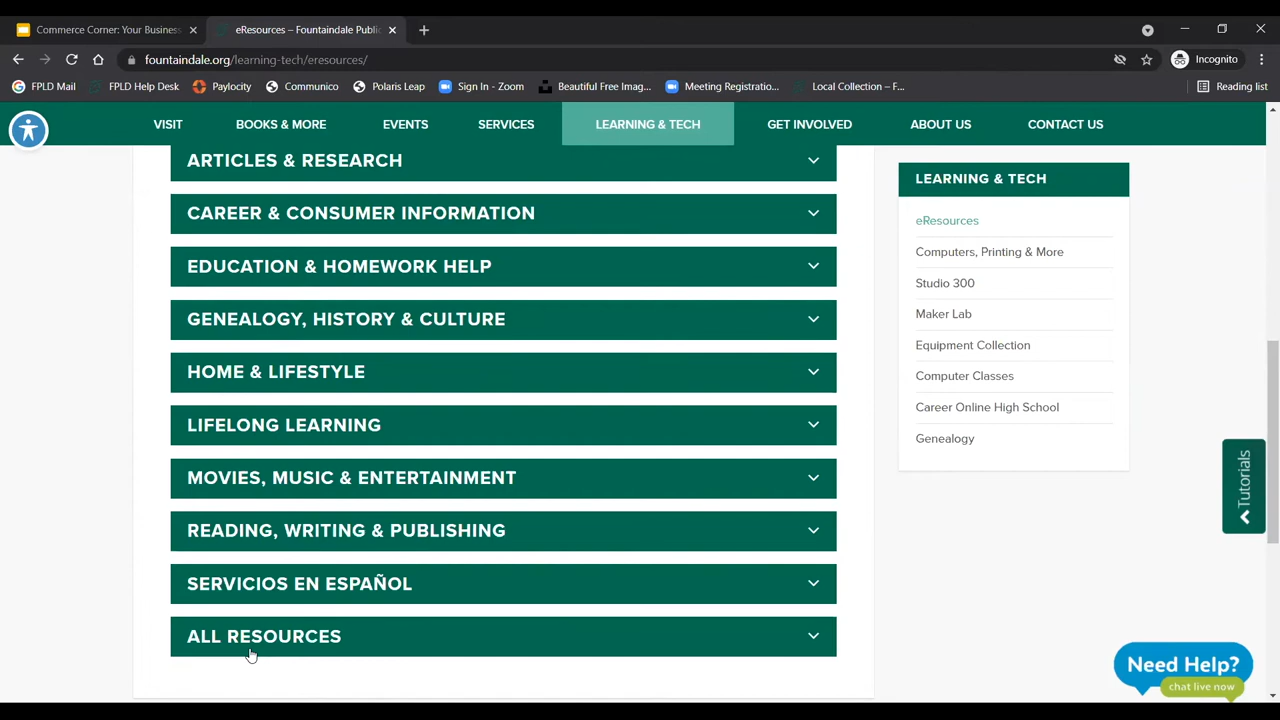 Commerce Corner: Your Business
eResources – Fountaindale Public
fountaindale.org/learning-tech/eresources/
Incognito
FPLD Mail
FPLD Help Desk
Paylocity
Communico
Polaris Leap
Sign In - Zoom
Beautiful Free Imag...
Meeting Registratio...
Local Collection – F...
Reading list
VISIT
BOOKS & MORE
EVENTS
SERVICES
LEARNING & TECH
GET INVOLVED
ABOUT US
CONTACT US
ARTICLES & RESEARCH
CAREER & CONSUMER INFORMATION
EDUCATION & HOMEWORK HELP
GENEALOGY, HISTORY & CULTURE
HOME & LIFESTYLE
LIFELONG LEARNING
MOVIES, MUSIC & ENTERTAINMENT
READING, WRITING & PUBLISHING
SERVICIOS EN ESPAÑOL
ALL RESOURCES
LEARNING & TECH
eResources
Computers, Printing & More
Studio 300
Maker Lab
Equipment Collection
Computer Classes
Career Online High School
Genealogy
Tutorials
Need Help?
chat live now